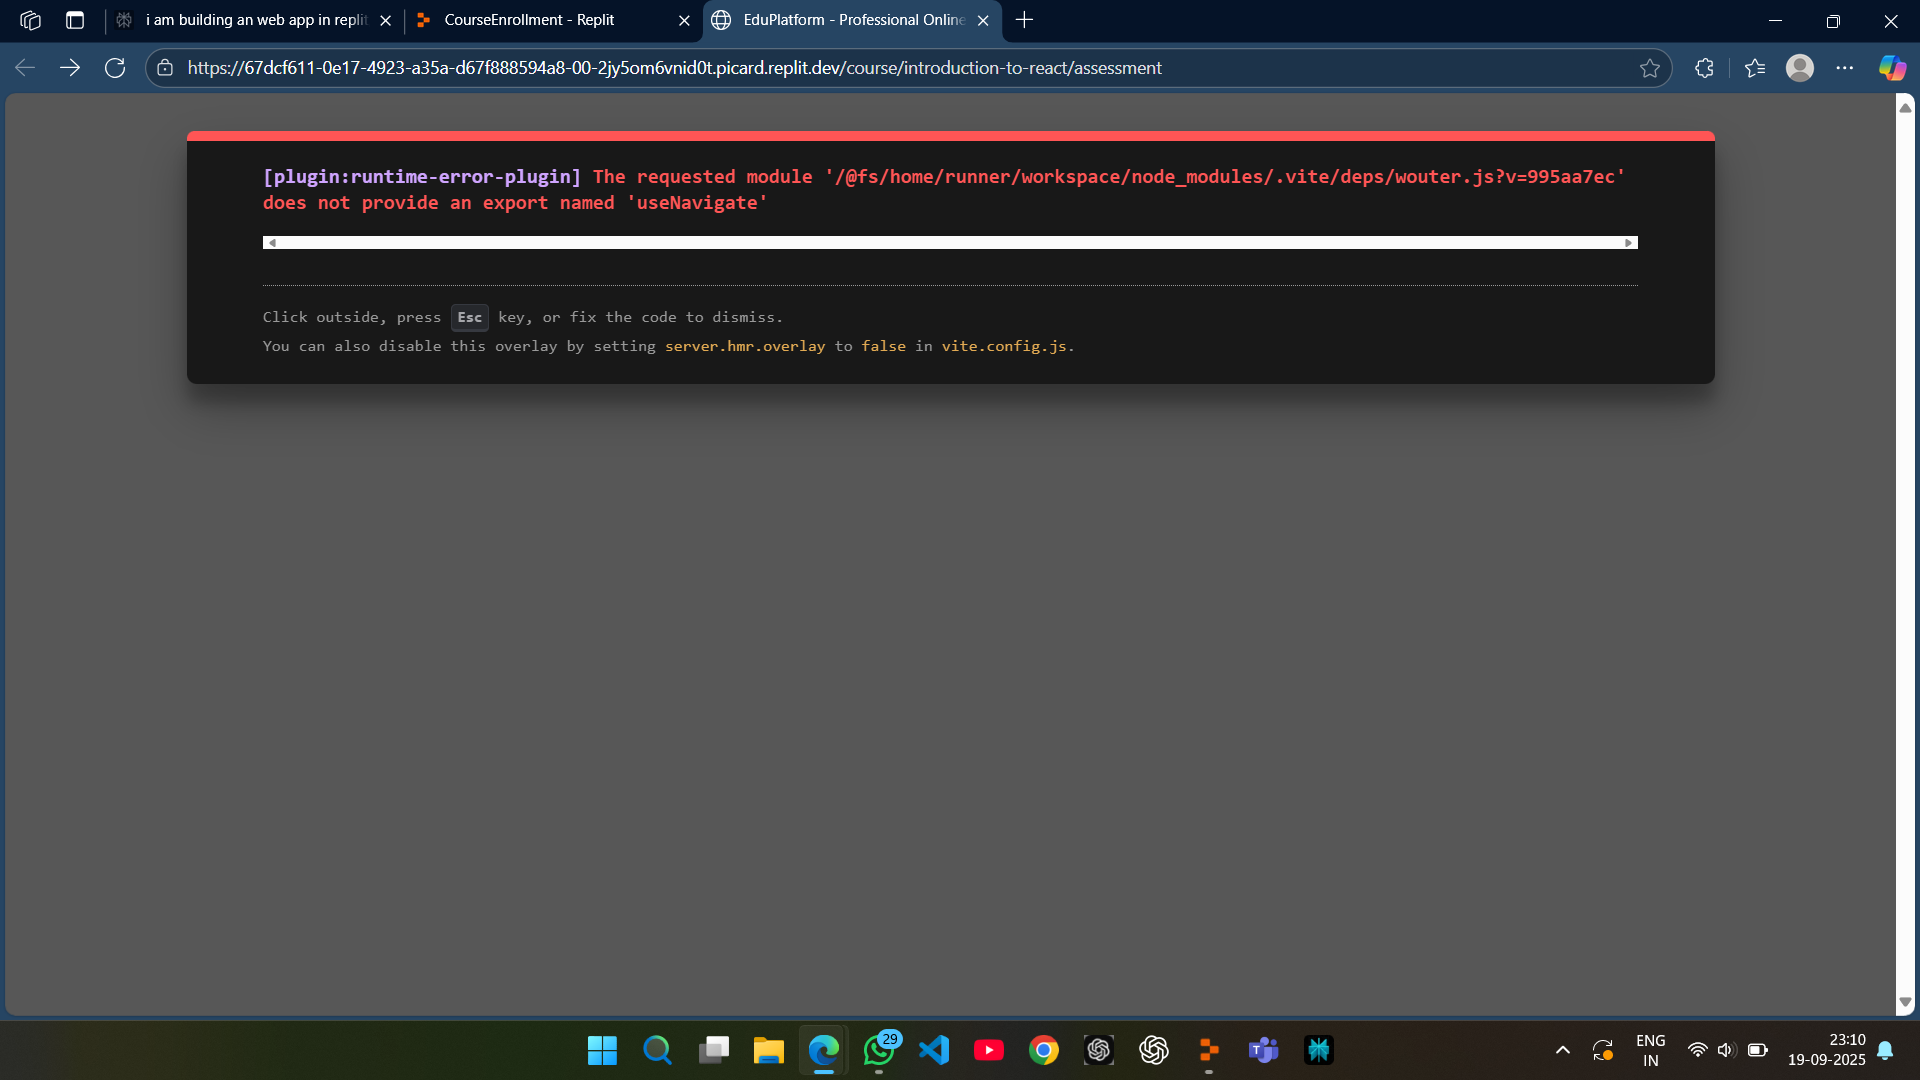 i am building an web app in replit
CourseEnrollment - Replit
EduPlatform - Professional Online
https://67dcf611-0e17-4923-a35a-d67f888594a8-00-2jy5om6vnid0t.picard.replit.dev/course/introduction-to-react/assessment
[plugin:runtime-error-plugin] The requested module '/@fs/home/runner/workspace/node_modules/.vite/deps/wouter.js?v=995aa7ec'
does not provide an export named 'useNavigate'
Click outside, press Esc key, or fix the code to dismiss.
You can also disable this overlay by setting server.hmr.overlay to false in vite.config.js.
29
T
ENG
IN
23:10
19-09-2025